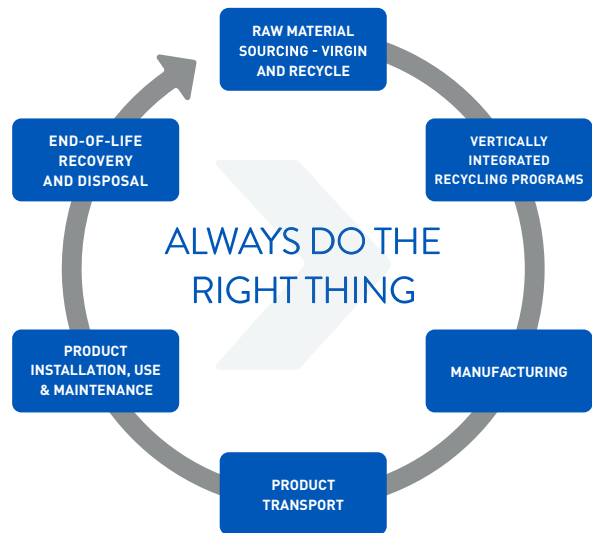 RAW MATERIAL
SOURCING - VIRGIN
AND RECYCLE
VERTICALLY
INTEGRATED
RECYCLING PROGRAMS
MANUFACTURING
PRODUCT
TRANSPORT
PRODUCT
INSTALLATION, USE
& MAINTENANCE
END-OF-LIFE
RECOVERY
AND DISPOSAL
ALWAYS DO THE
RIGHT THING